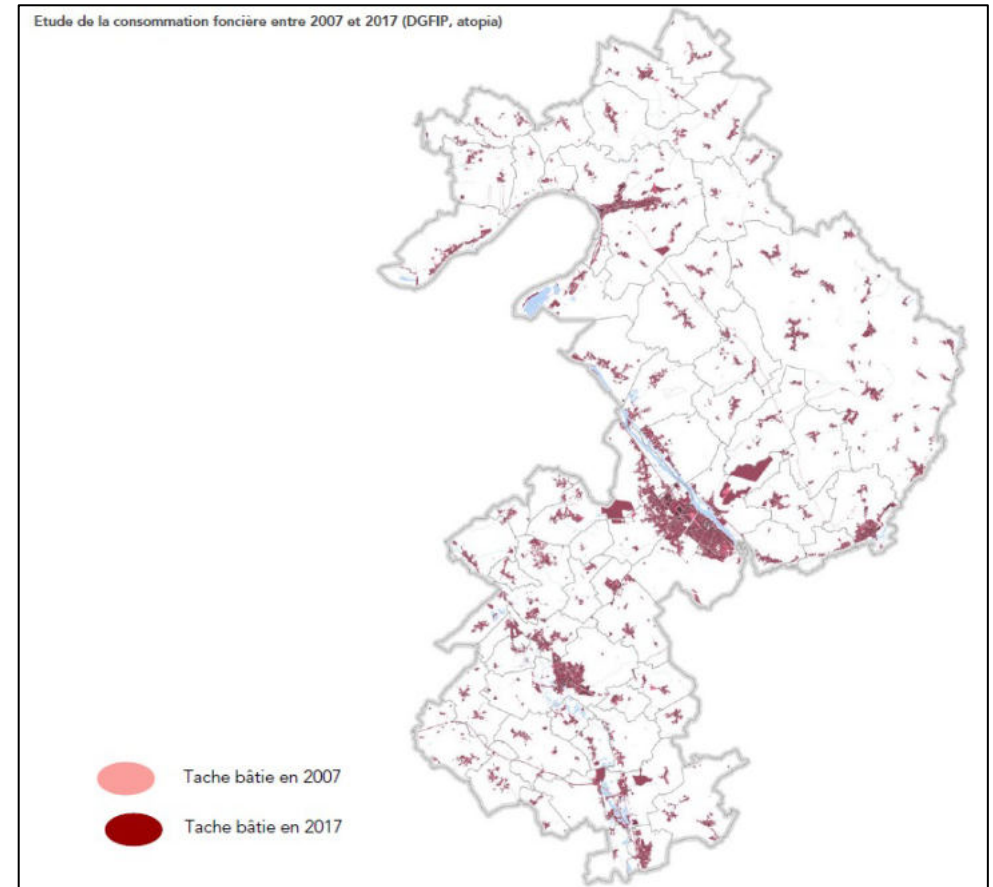 Etude de la consommation foncière entre 2007 et 2017 (DGFIP, atopia)
Tache bâtie en 2007
Tache bâtie en 2017